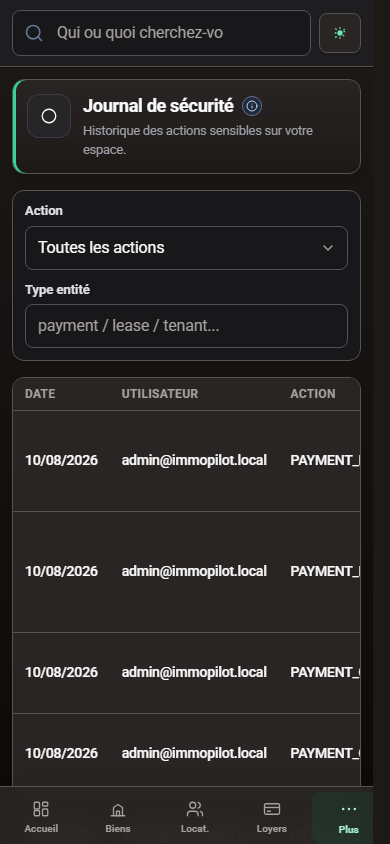 Qui ou quoi cherchez-vo
Journal de sécurité
Historique des actions sensibles sur votre
espace.
Action
Toutes les actions
Type entité
payment / lease / tenant...
DATE UTILISATEUR ACTION
10/08/2026 admin@immopilot.local PAYMENT_
10/08/2026 admin@immopilot.local PAYMENT_
10/08/2026 admin@immopilot.local PAYMENT_
10/08/2026 admin@immopilot.local PAYMENT_
Accueil Biens Locat. Loyers Plus